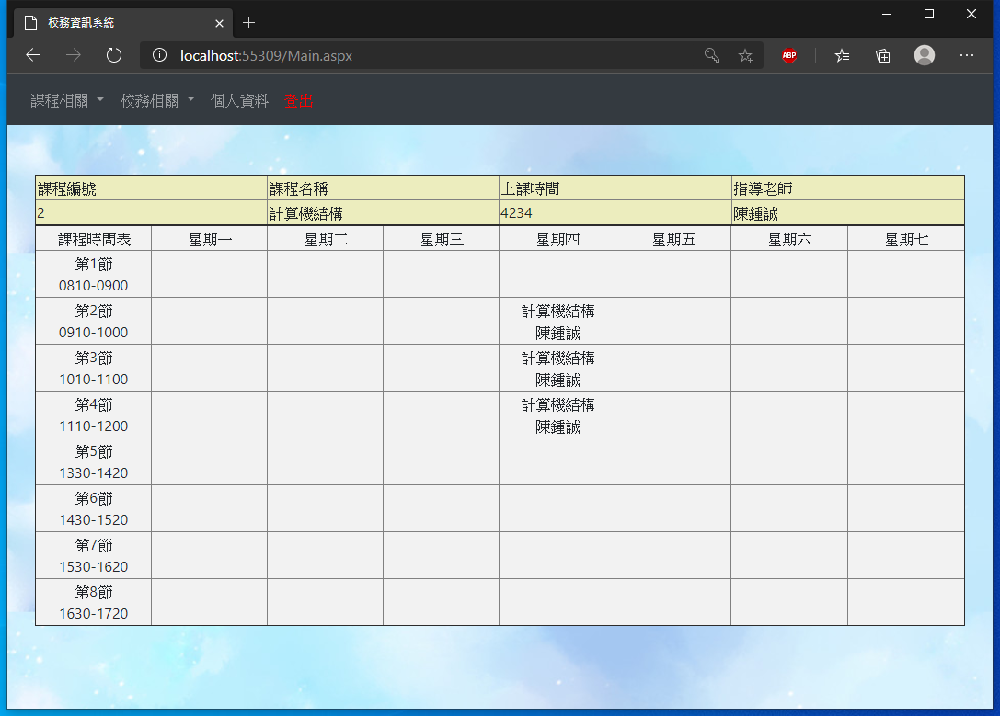 校務資訊系統
localhost:55309/Main.aspx
ABP
課程相關 校務相關 個人資料 登出
課程編號 課程名稱 上課時間 指導老師
2 計算機結構 4234 陳鍾誠
課程時間表 星期一 星期二 星期三 星期四 星期五 星期六 星期七
第1節
0810-0900
第2節 計算機結構
0910-1000 陳鍾誠
第3節 計算機結構
1010-1100 陳鍾誠
第4節 計算機結構
1110-1200 陳鍾誠
第5節
1330-1420
第6節
1430-1520
第7節
1530-1620
第8節
1630-1720